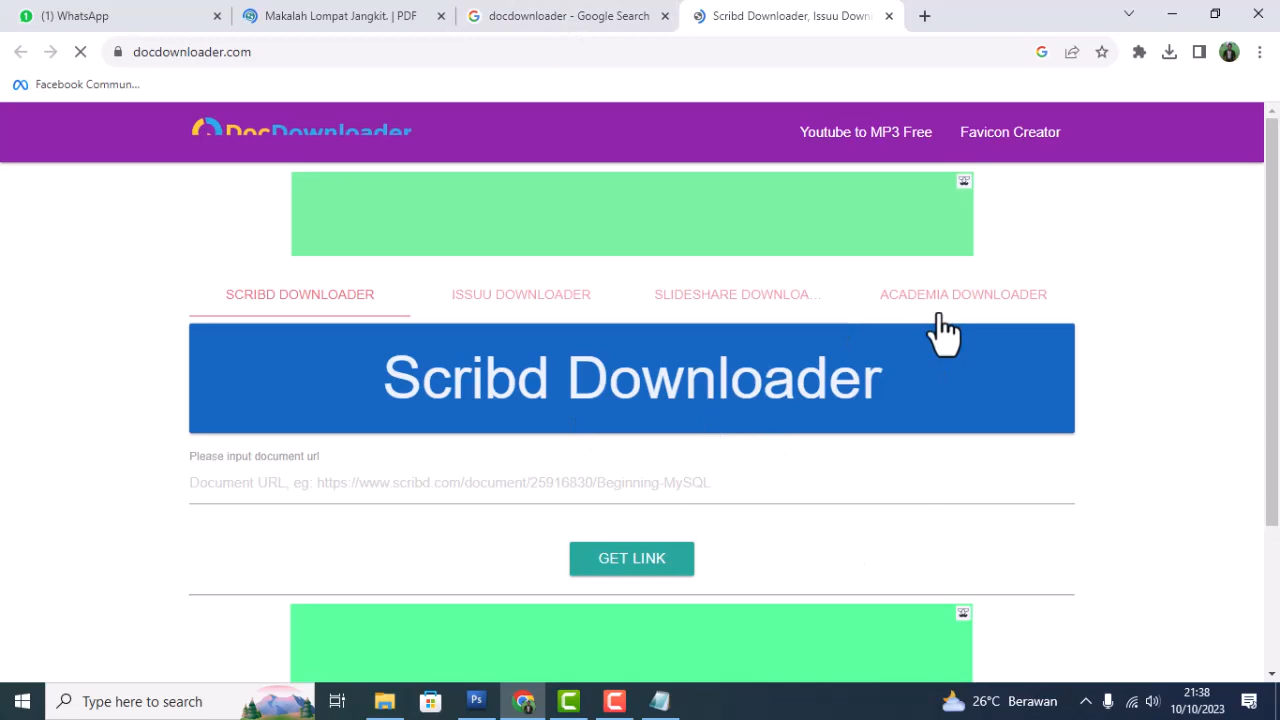 (1) WhatsApp
Makalah Lompat Jangkit. | PDF
docdownloader - Google Search
Scribd Downloader, Issuu Down
docdownloader.com
Facebook Commun...
DocDownloader
Youtube to MP3 Free
Favicon Creator
SCRIBD DOWNLOADER
ISSUU DOWNLOADER
SLIDESHARE DOWNLOA...
ACADEMIA DOWNLOADER
Scribd Downloader
Please input document url
Document URL, eg: https://www.scribd.com/document/25916830/Beginning-MySQL
GET LINK
Type here to search
Ps
26°C Berawan
21:38
10/10/2023